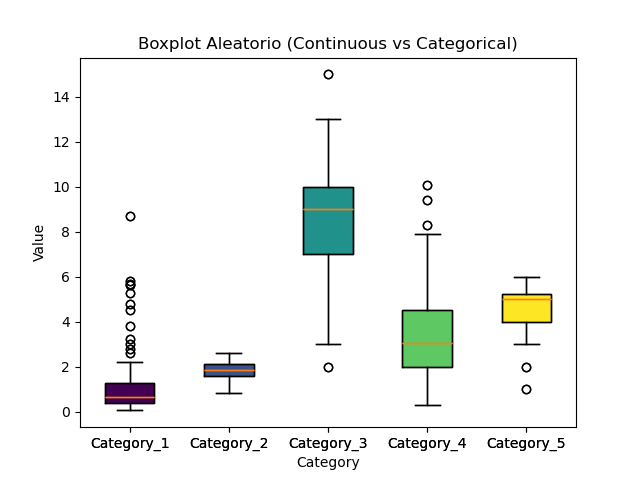 Boxplot Aleatorio (Continuous vs Categorical)
14
12
10
8
6
4
2
0
Value
Category_1 Category_2 Category_3 Category_4 Category_5
Category